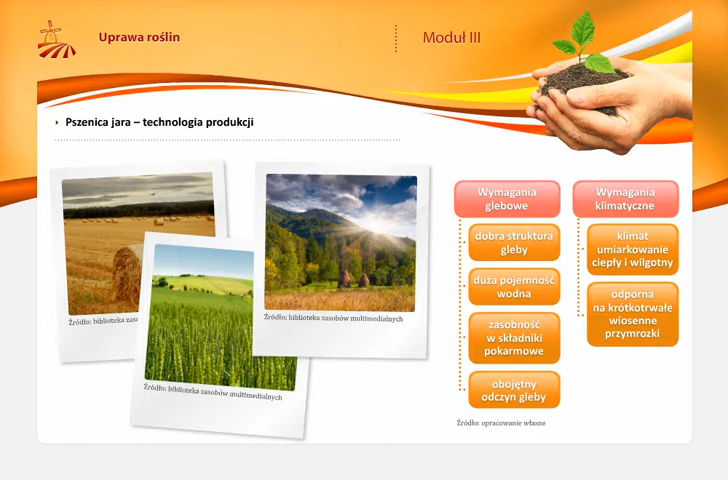 Uprawa roślin
Moduł III
Pszenica jara – technologia produkcji
Źródło: biblioteka
Źródło: biblioteka zasobów multimedialnych
Źródło: biblioteka zasobów multimedialnych
Wymagania
glebowe
dobra struktura
gleby
duża pojemność
wodna
zasobność
w składniki
pokarmowe
obojętny
odczyn gleby
Wymagania
klimatyczne
klimat
umiarkowanie
ciepły i wilgotny
odporna
na krótkotrwałe
wiosenne
przymrozki
Źródło: opracowanie własne